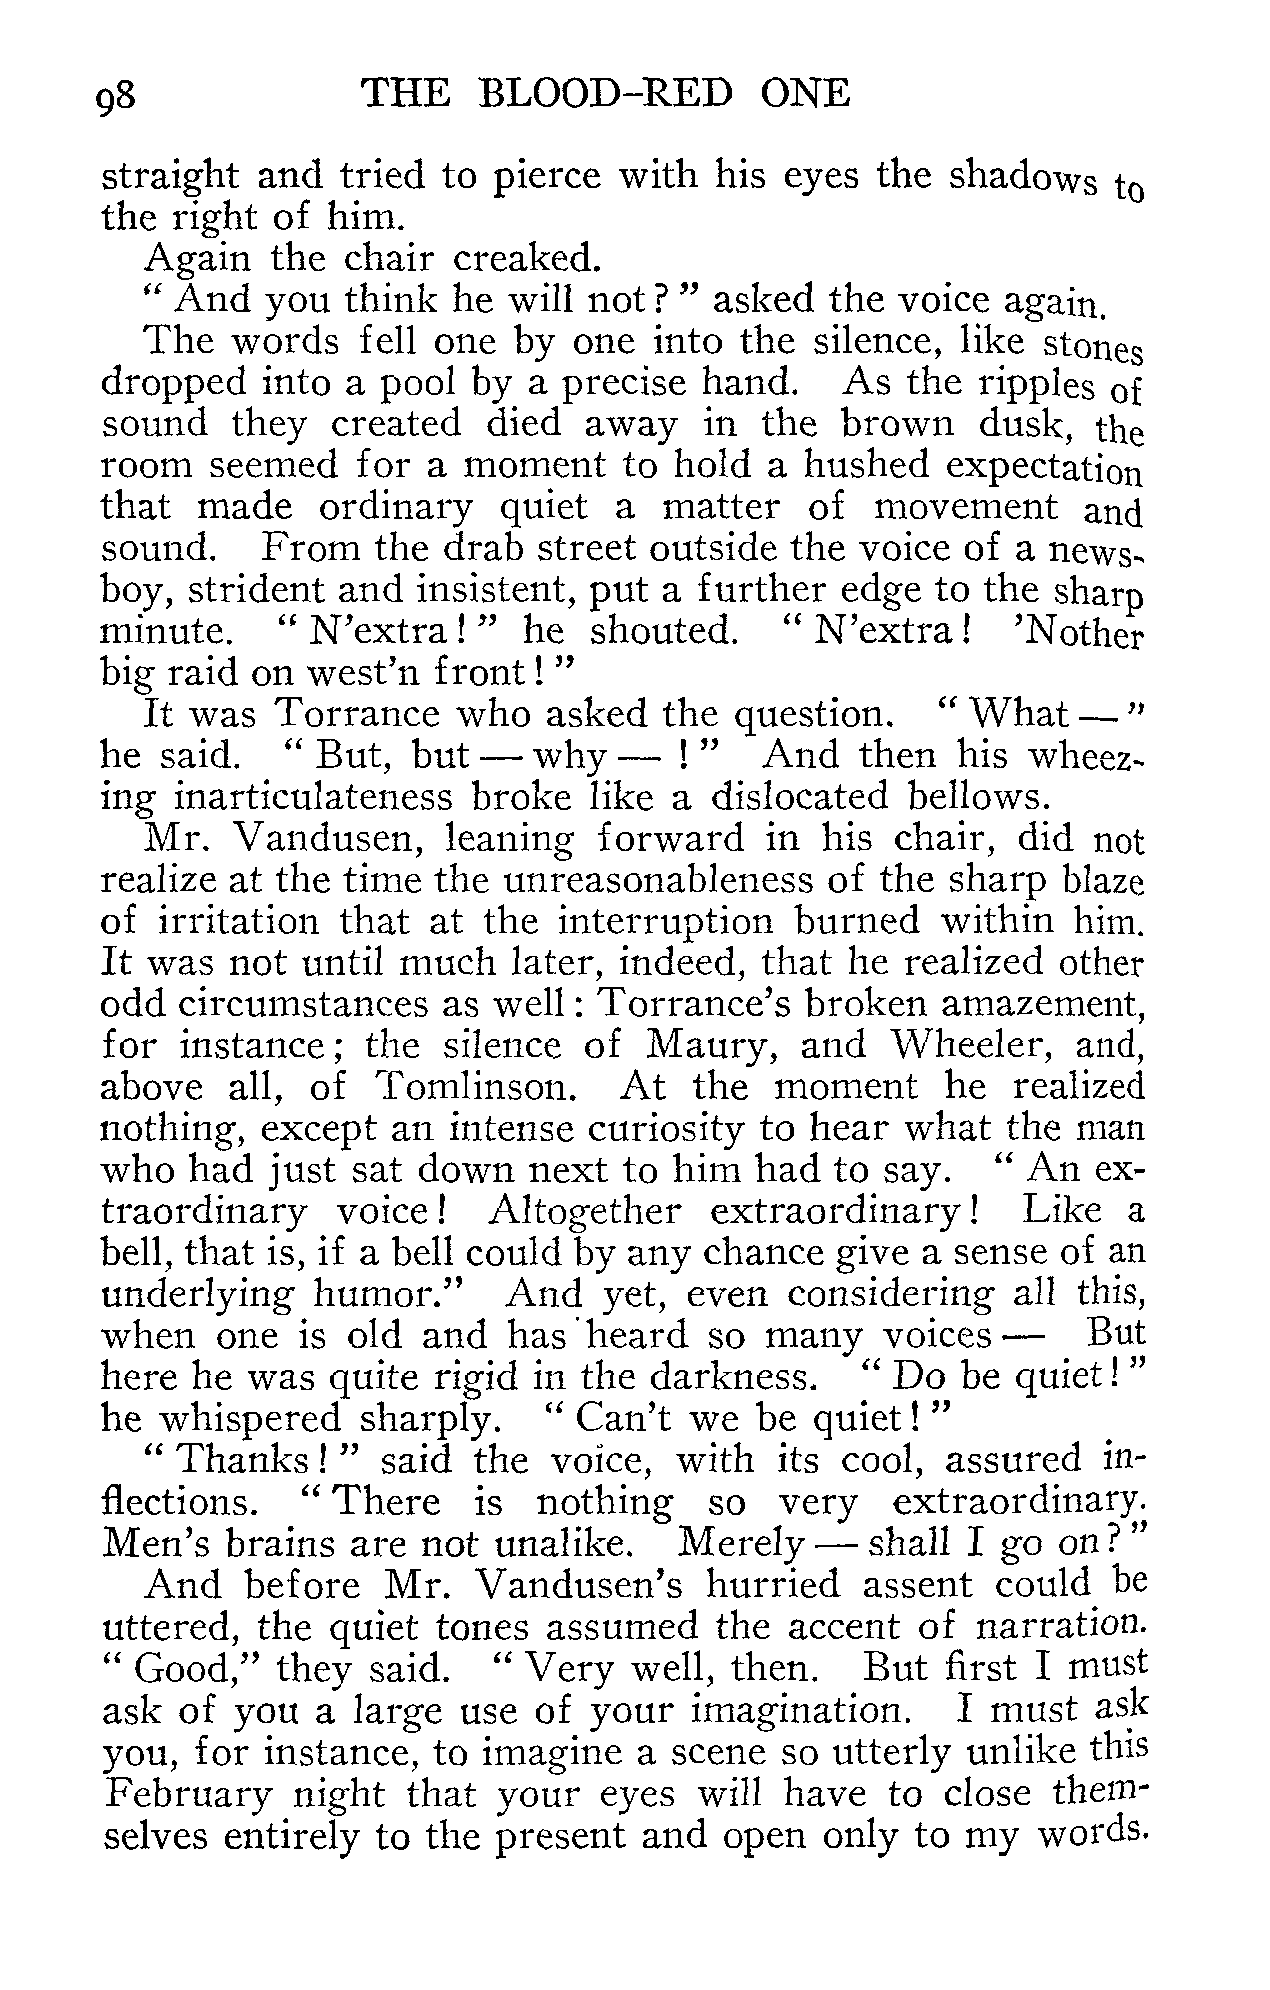 98 THE BLOOD-RED ONE
straight and tried to pierce with his eyes the shadows to
the right of him.
Again the chair creaked.
" And you think he will not ? " asked the voice again.
The words fell one by one into the silence, like stones
dropped into a pool by a precise hand. As the ripples of
sound they created died away in the brown dusk, the
room seemed for a moment to hold a hushed expectation
that made ordinary quiet a matter of movement and
sound. From the drab street outside the voice of a news-
boy, strident and insistent, put a further edge to the sharp
minute. " N'extra ! " he shouted. " N'extra ! 'Nother
big raid on west'n front ! "
It was Torrance who asked the question. " What — "
he said. " But, but — why — ! " And then his wheez-
ing inarticulateness broke like a dislocated bellows.
Mr. Vandusen, leaning forward in his chair, did not
realize at the time the unreasonableness of the sharp blaze
of irritation that at the interruption burned within him.
It was not until much later, indeed, that he realized other
odd circumstances as well : Torrance's broken amazement,
for instance ; the silence of Maury, and Wheeler, and,
above all, of Tomlinson. At the moment he realized
nothing, except an intense curiosity to hear what the man
who had just sat down next to him had to say. " An ex-
traordinary voice ! Altogether extraordinary ! Like a
bell, that is, if a bell could by any chance give a sense of an
underlying humor." And yet, even considering all this,
when one is old and has heard so many voices — But
here he was quite rigid in the darkness. " Do be quiet ! "
he whispered sharply. " Can't we be quiet ! "
" Thanks ! " said the voice, with its cool, assured in-
flections. " There is nothing so very extraordinary.
Men's brains are not unalike. Merely — shall I go on ? "
And before Mr. Vandusen's hurried assent could be
uttered, the quiet tones assumed the accent of narration.
" Good," they said. " Very well, then. But first I must
ask of you a large use of your imagination. I must ask
you, for instance, to imagine a scene so utterly unlike this
February night that your eyes will have to close them-
selves entirely to the present and open only to my words.